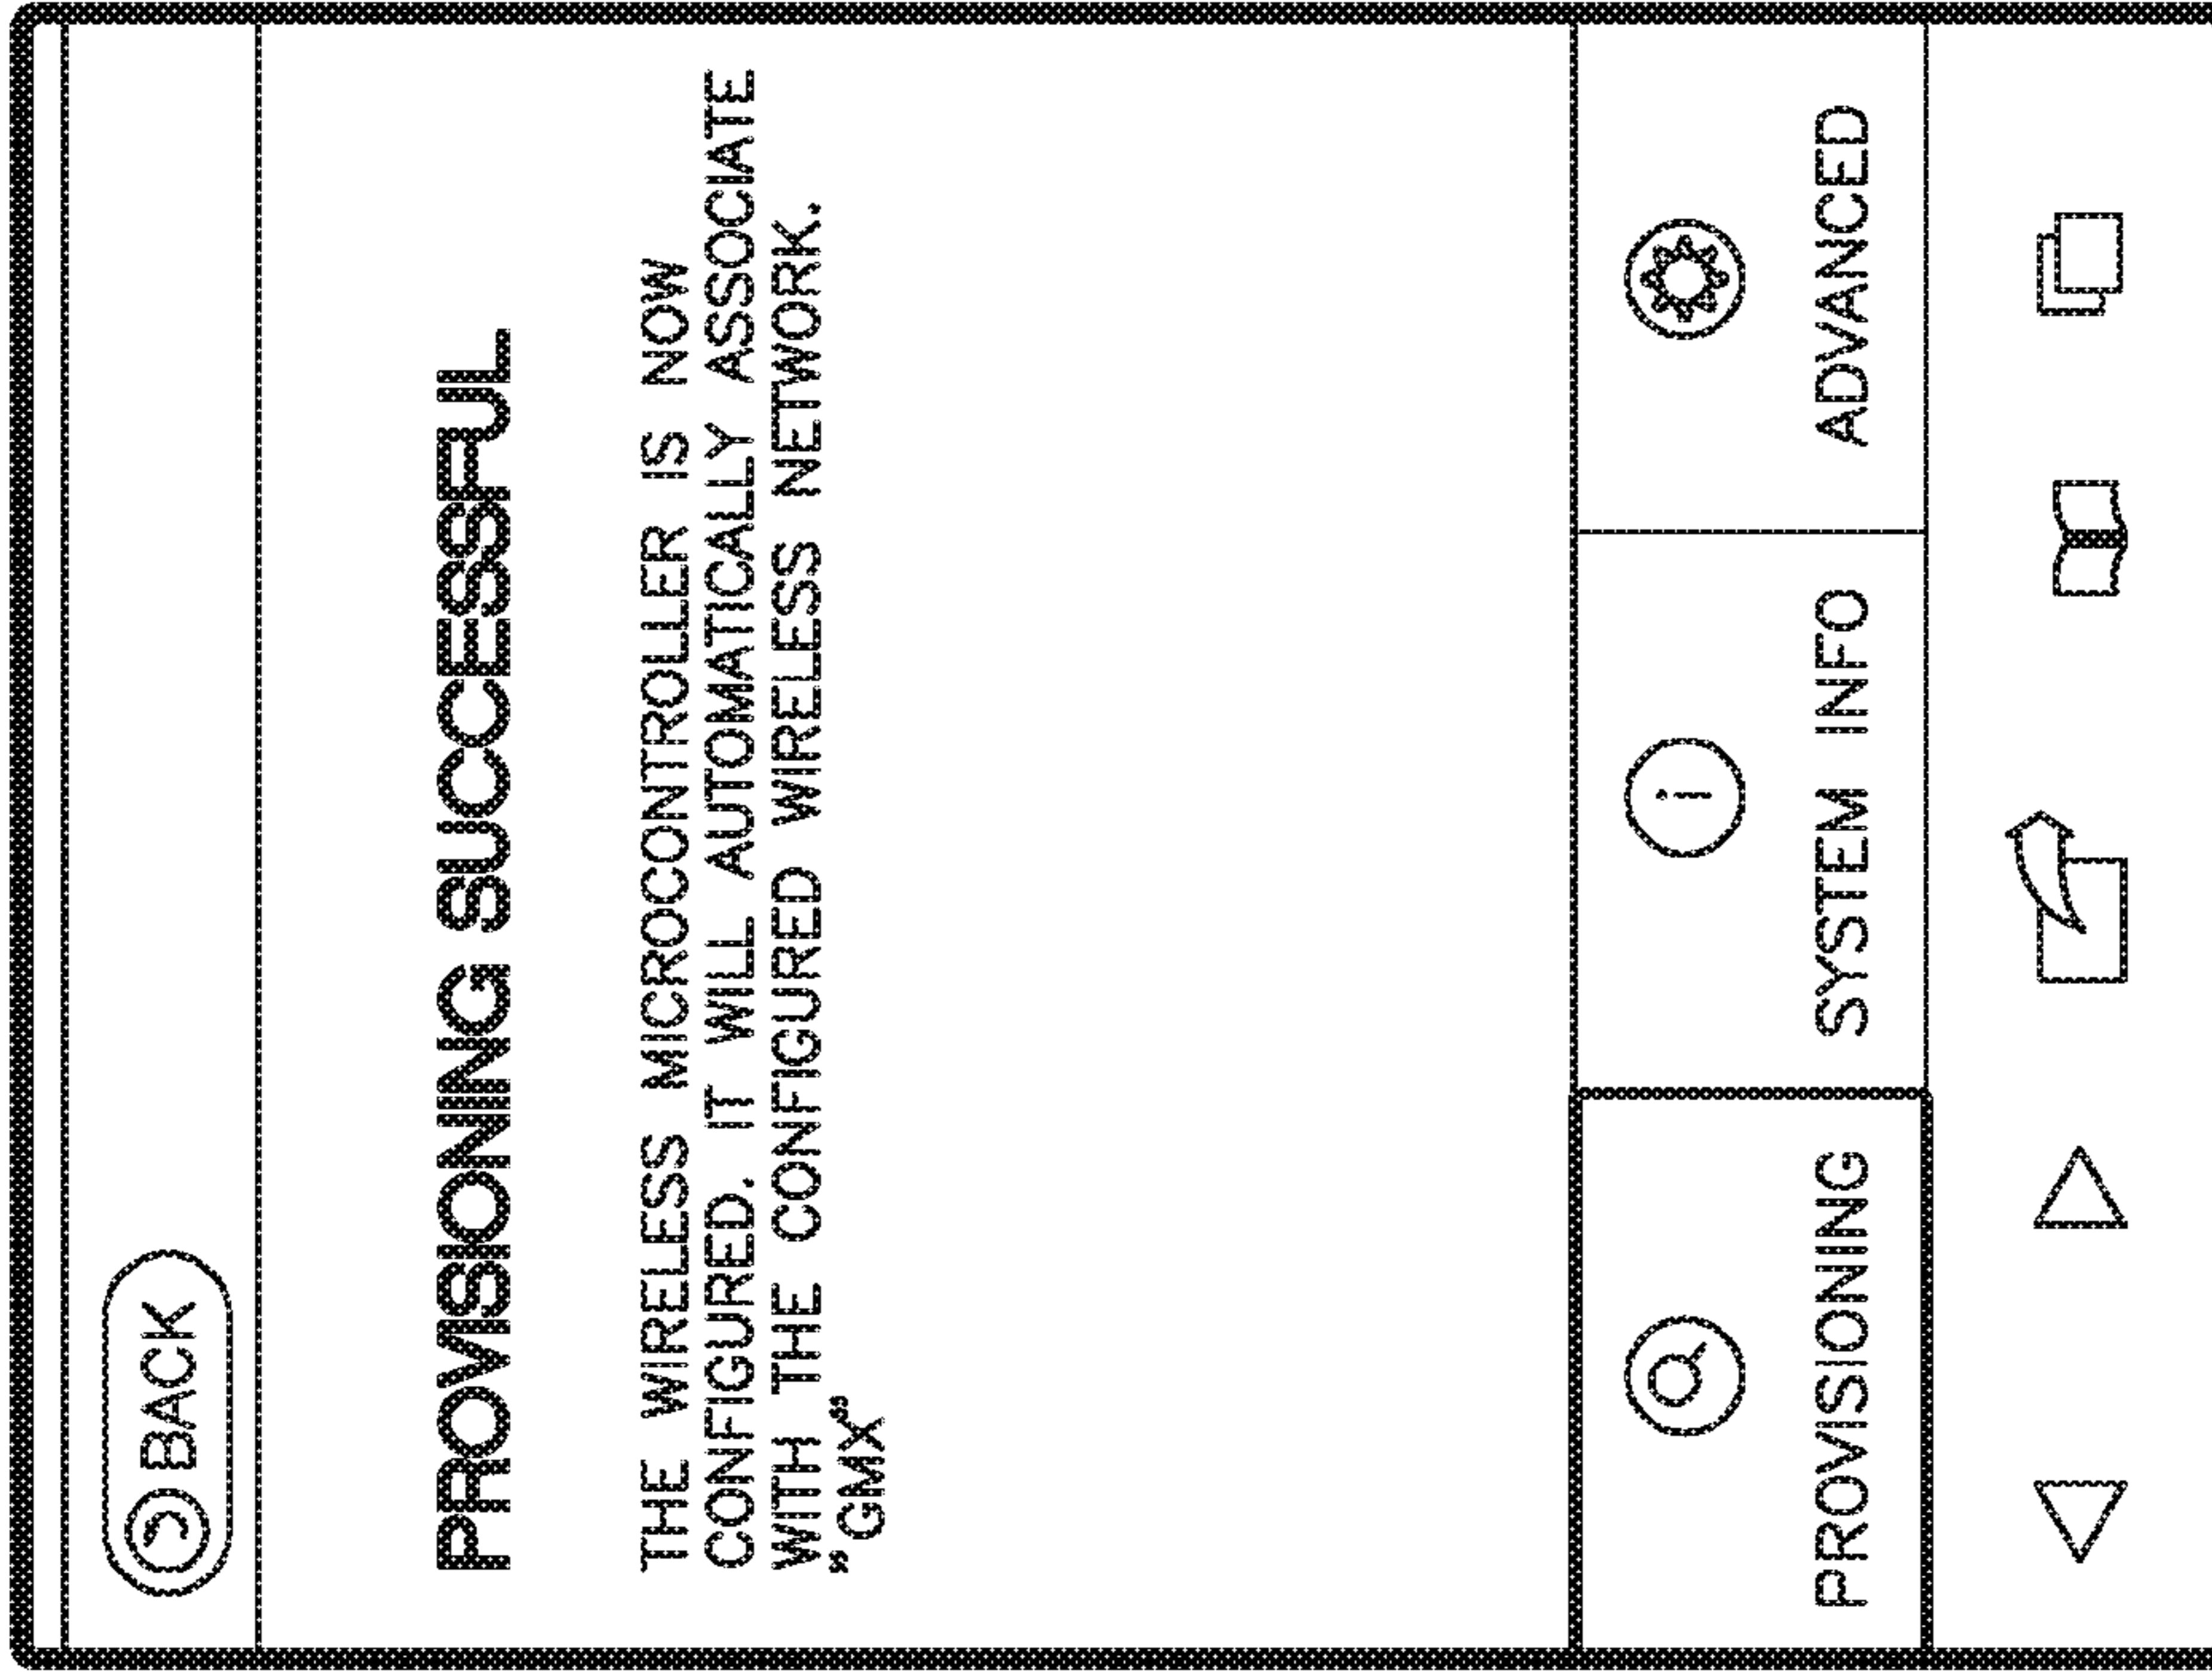 BACK
PROVISIONING SUCCESSFUL
THE WIRELESS MICROCONTROLLER IS NOW
CONFIGURED. IT WILL AUTOMATICALLY ASSOCIATE
WITH THE CONFIGURED WIRELESS NETWORK.
”GMX“
PROVISIONING
SYSTEM INFO
ADVANCED